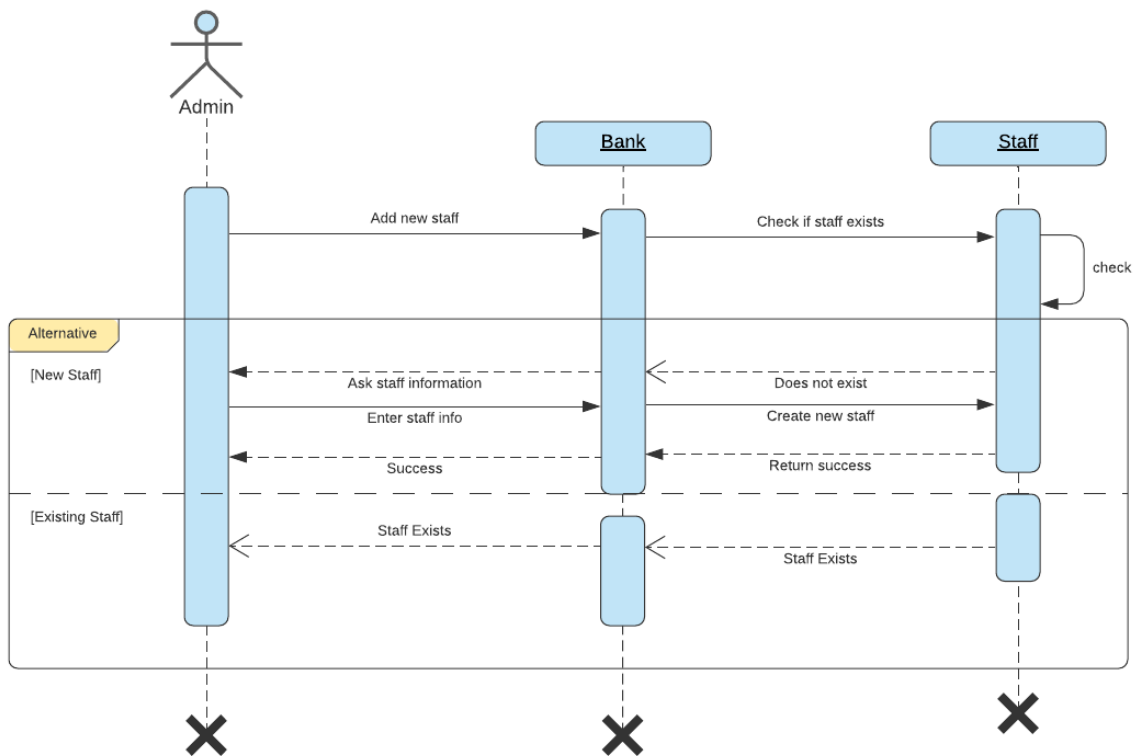 Admin
Bank
Staff
Add new staff
Check if staff exists
check
Alternative
[New Staff]
Ask staff information
Does not exist
Enter staff info
Create new staff
Success
Return success
[Existing Staff]
Staff Exists
Staff Exists